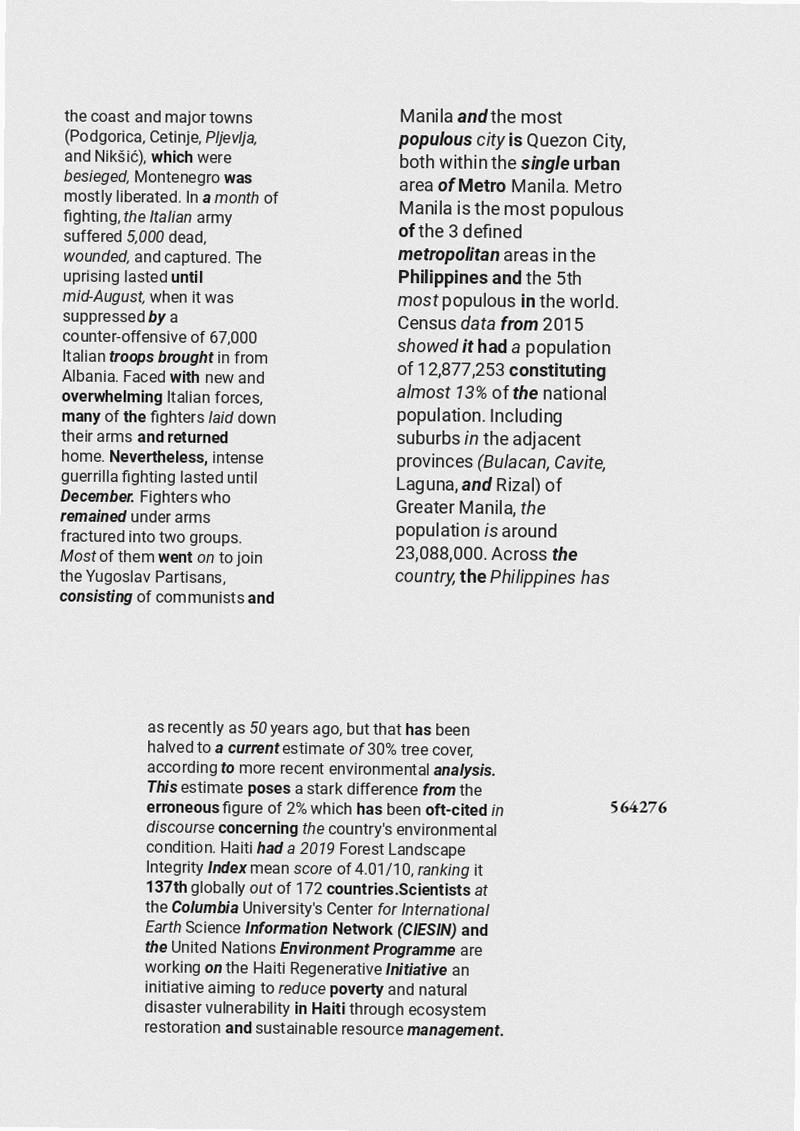 the coast and major towns
(Podgorica, Cetinje, Pljevlja,
and Nikšić), which were
besieged, Montenegro was
mostly liberated. In a month of
fighting, the Italian army
suffered 5,000 dead,
wounded, and captured. The
uprising lasted until
mid-August, when it was
suppressed by a
counter-offensive of 67,000
Italian troops brought in from
Albania. Faced with new and
overwhelming Italian forces,
many of the fighters laid down
their arms and returned
home. Nevertheless, intense
guerrilla fighting lasted until
December. Fighters who
remained under arms
fractured into two groups.
Most of them went on to join
the Yugoslav Partisans,
consisting of communists and
Manila and the most
populous city is Quezon City,
both within the single urban
area of Metro Manila. Metro
Manila is the most populous
of the 3 defined
metropolitan areas in the
Philippines and the 5th
most populous in the world.
Census data from 2015
showed it had a population
of 12,877,253 constituting
almost 13% of the national
population. Including
suburbs in the adjacent
provinces (Bulacan, Cavite,
Laguna, and Rizal) of
Greater Manila, the
population is around
23,088,000. Across the
country, the Philippines has
as recently as 50 years ago, but that has been
halved to a current estimate of 30% tree cover,
according to more recent environmental analysis.
This estimate poses a stark difference from the
erroneous figure of 2% which has been oft-cited in
discourse concerning the country's environmental
condition. Haiti had a 2019 Forest Landscape
Integrity Index mean score of 4.01/10, ranking it
137th globally out of 172 countries.Scientists at
the Columbia University's Center for International
Earth Science Information Network (CIESIN) and
the United Nations Environment Programme are
working on the Haiti Regenerative Initiative an
initiative aiming to reduce poverty and natural
disaster vulnerability in Haiti through ecosystem
restoration and sustainable resource management.
564276